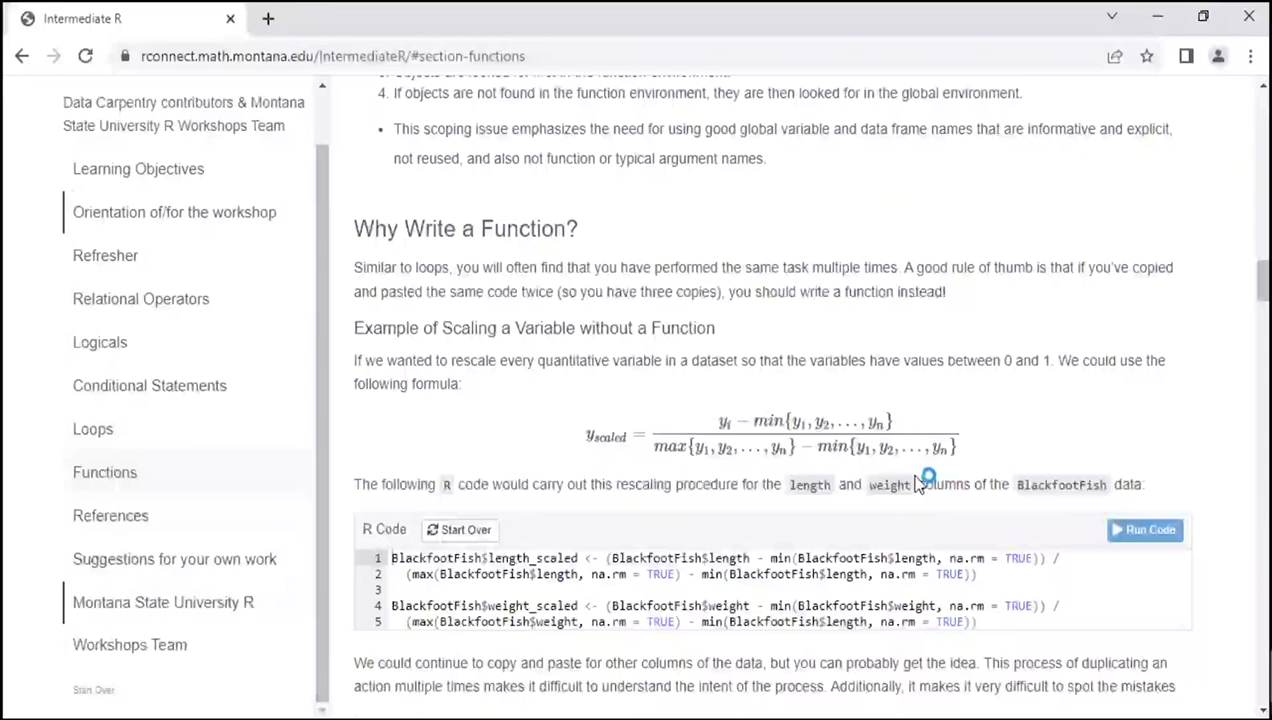 Intermediate R
rconnect.math.montana.edu/IntermediateR/#section-functions
Data Carpentry contributors & Montana
State University R Workshops Team
Learning Objectives
Orientation of/for the workshop
Refresher
Relational Operators
Logicals
Conditional Statements
Loops
Functions
References
Suggestions for your own work
Montana State University R
Workshops Team
Start Over
3. Objects are looked for first in the function environment.
4. If objects are not found in the function environment, they are then looked for in the global environment.
• This scoping issue emphasizes the need for using good global variable and data frame names that are informative and explicit,
not reused, and also not function or typical argument names.
Why Write a Function?
Similar to loops, you will often find that you have performed the same task multiple times. A good rule of thumb is that if you've copied
and pasted the same code twice (so you have three copies), you should write a function instead!
Example of Scaling a Variable without a Function
If we wanted to rescale every quantitative variable in a dataset so that the variables have values between 0 and 1. We could use the
following formula:
y_scaled = (y_i − min{y_1, y_2, . . . , y_n}) / (max{y_1, y_2, . . . , y_n} − min{y_1, y_2, . . . , y_n})
The following R code would carry out this rescaling procedure for the length and weight columns of the BlackfootFish data:
R Code Start Over Run Code
1 BlackfootFish$length_scaled <- (BlackfootFish$length - min(BlackfootFish$length, na.rm = TRUE)) /
2 (max(BlackfootFish$length, na.rm = TRUE) - min(BlackfootFish$length, na.rm = TRUE))
3
4 BlackfootFish$weight_scaled <- (BlackfootFish$weight - min(BlackfootFish$weight, na.rm = TRUE)) /
5 (max(BlackfootFish$weight, na.rm = TRUE) - min(BlackfootFish$length, na.rm = TRUE))
We could continue to copy and paste for other columns of the data, but you can probably get the idea. This process of duplicating an
action multiple times makes it difficult to understand the intent of the process. Additionally, it makes it very difficult to spot the mistakes